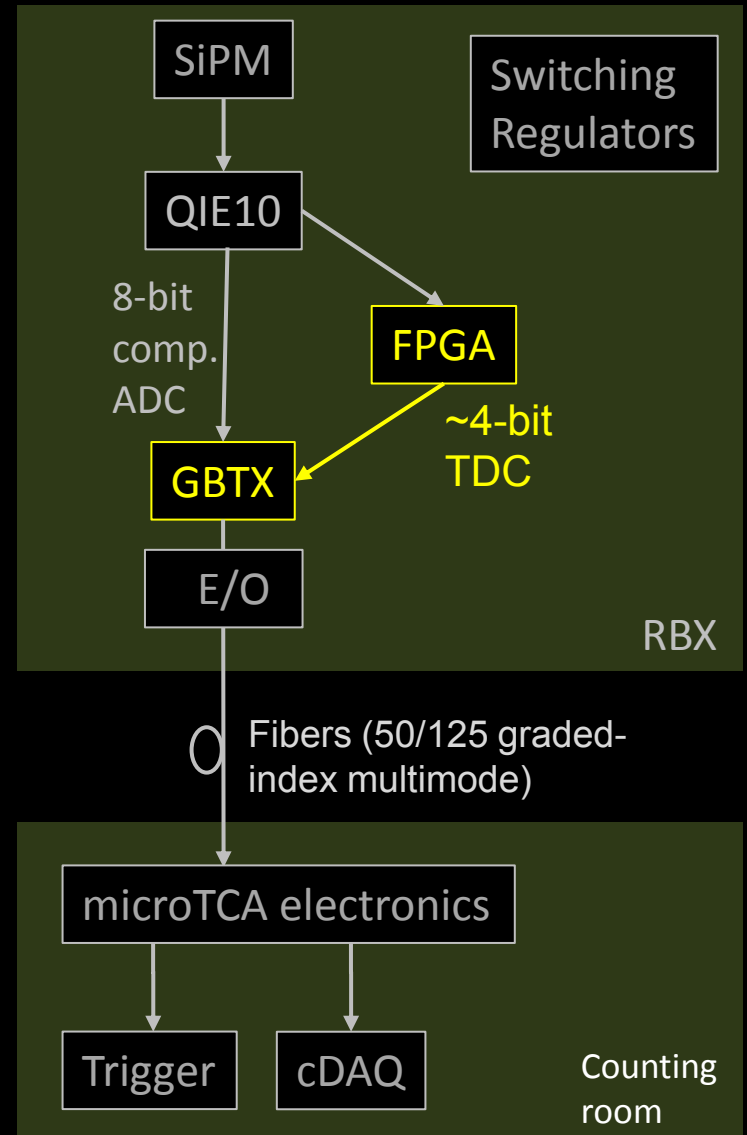 SiPM
Switching
Regulators
QIE10
8-bit
comp.
ADC
FPGA
~4-bit
TDC
GBTX
E/O
RBX
Fibers (50/125 graded-
index multimode)
microTCA electronics
Trigger
cDAQ
Counting
room